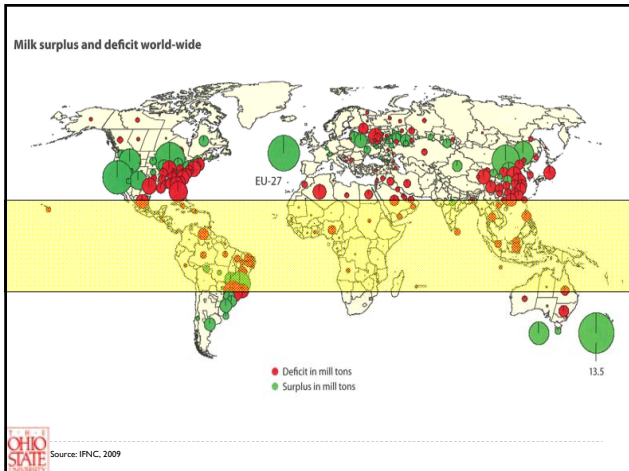 Milk surplus and deficit world-wide
EU-27
Deficit in mill tons
Surplus in mill tons
13.5
T · H · E
OHIO
STATE
UNIVERSITY
Source: IFNC, 2009